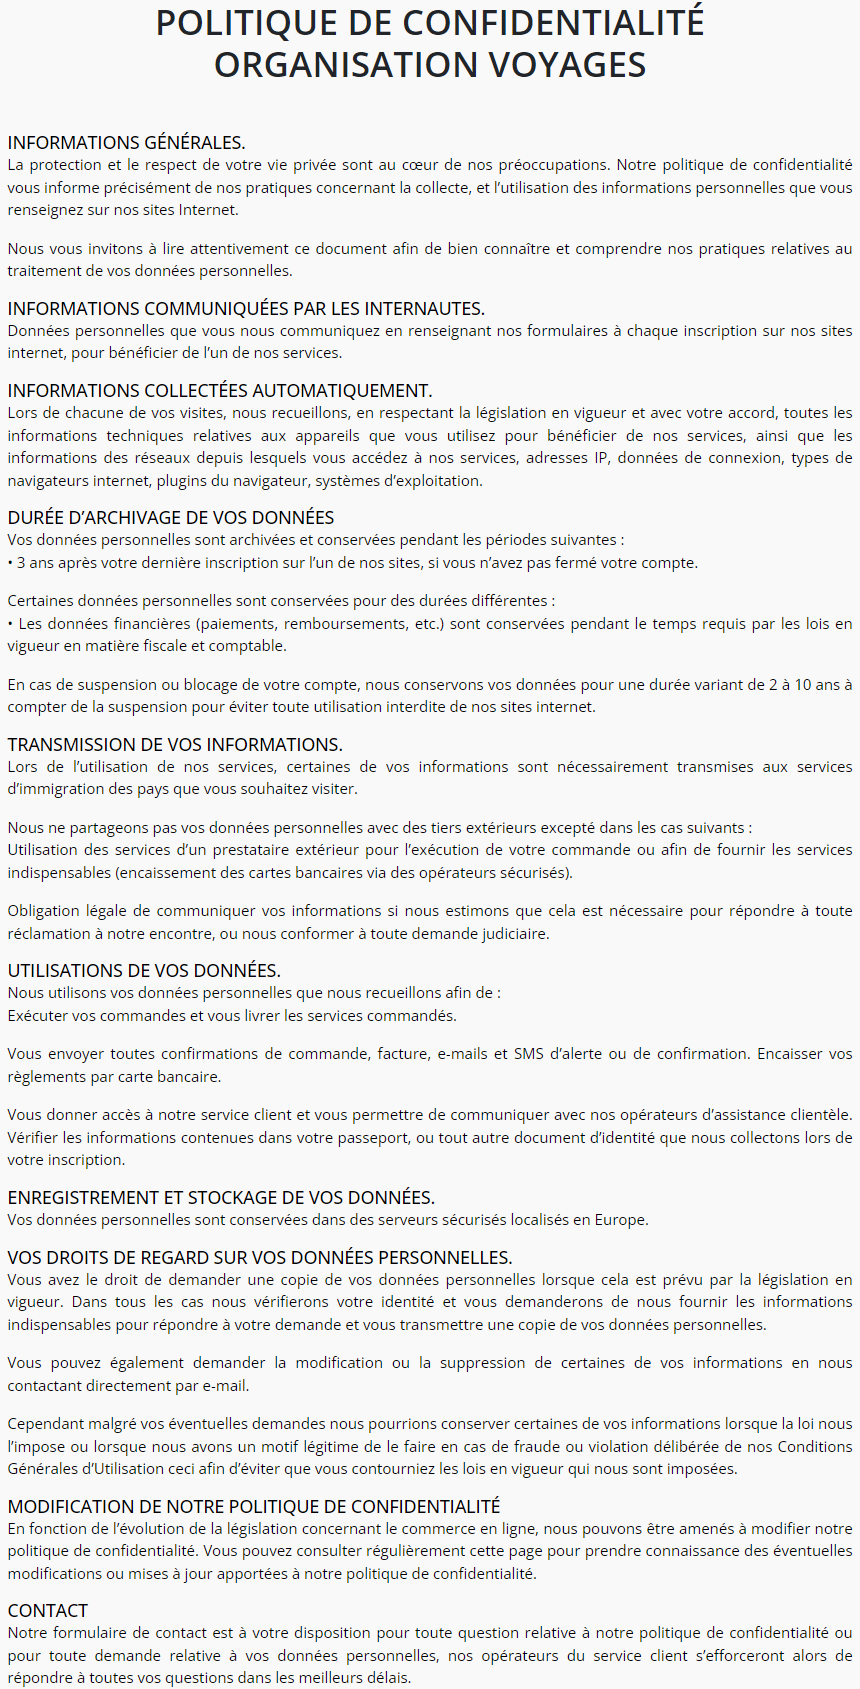 POLITIQUE DE CONFIDENTIALITÉ
ORGANISATION VOYAGES
INFORMATIONS GÉNÉRALES.
La protection et le respect de votre vie privée sont au cœur de nos préoccupations. Notre politique de confidentialité
vous informe précisément de nos pratiques concernant la collecte, et l’utilisation des informations personnelles que vous
renseignez sur nos sites Internet.
Nous vous invitons à lire attentivement ce document afin de bien connaître et comprendre nos pratiques relatives au
traitement de vos données personnelles.
INFORMATIONS COMMUNIQUÉES PAR LES INTERNAUTES.
Données personnelles que vous nous communiquez en renseignant nos formulaires à chaque inscription sur nos sites
internet, pour bénéficier de l’un de nos services.
INFORMATIONS COLLECTÉES AUTOMATIQUEMENT.
Lors de chacune de vos visites, nous recueillons, en respectant la législation en vigueur et avec votre accord, toutes les
informations techniques relatives aux appareils que vous utilisez pour bénéficier de nos services, ainsi que les
informations des réseaux depuis lesquels vous accédez à nos services, adresses IP, données de connexion, types de
navigateurs internet, plugins du navigateur, systèmes d’exploitation.
DURÉE D’ARCHIVAGE DE VOS DONNÉES
Vos données personnelles sont archivées et conservées pendant les périodes suivantes :
• 3 ans après votre dernière inscription sur l’un de nos sites, si vous n’avez pas fermé votre compte.
Certaines données personnelles sont conservées pour des durées différentes :
• Les données financières (paiements, remboursements, etc.) sont conservées pendant le temps requis par les lois en
vigueur en matière fiscale et comptable.
En cas de suspension ou blocage de votre compte, nous conservons vos données pour une durée variant de 2 à 10 ans à
compter de la suspension pour éviter toute utilisation interdite de nos sites internet.
TRANSMISSION DE VOS INFORMATIONS.
Lors de l’utilisation de nos services, certaines de vos informations sont nécessairement transmises aux services
d’immigration des pays que vous souhaitez visiter.
Nous ne partageons pas vos données personnelles avec des tiers extérieurs excepté dans les cas suivants :
Utilisation des services d’un prestataire extérieur pour l’exécution de votre commande ou afin de fournir les services
indispensables (encaissement des cartes bancaires via des opérateurs sécurisés).
Obligation légale de communiquer vos informations si nous estimons que cela est nécessaire pour répondre à toute
réclamation à notre encontre, ou nous conformer à toute demande judiciaire.
UTILISATIONS DE VOS DONNÉES.
Nous utilisons vos données personnelles que nous recueillons afin de :
Exécuter vos commandes et vous livrer les services commandés.
Vous envoyer toutes confirmations de commande, facture, e-mails et SMS d’alerte ou de confirmation. Encaisser vos
règlements par carte bancaire.
Vous donner accès à notre service client et vous permettre de communiquer avec nos opérateurs d’assistance clientèle.
Vérifier les informations contenues dans votre passeport, ou tout autre document d’identité que nous collectons lors de
votre inscription.
ENREGISTREMENT ET STOCKAGE DE VOS DONNÉES.
Vos données personnelles sont conservées dans des serveurs sécurisés localisés en Europe.
VOS DROITS DE REGARD SUR VOS DONNÉES PERSONNELLES.
Vous avez le droit de demander une copie de vos données personnelles lorsque cela est prévu par la législation en
vigueur. Dans tous les cas nous vérifierons votre identité et vous demanderons de nous fournir les informations
indispensables pour répondre à votre demande et vous transmettre une copie de vos données personnelles.
Vous pouvez également demander la modification ou la suppression de certaines de vos informations en nous
contactant directement par e-mail.
Cependant malgré vos éventuelles demandes nous pourrions conserver certaines de vos informations lorsque la loi nous
l’impose ou lorsque nous avons un motif légitime de le faire en cas de fraude ou violation délibérée de nos Conditions
Générales d’Utilisation ceci afin d’éviter que vous contourniez les lois en vigueur qui nous sont imposées.
MODIFICATION DE NOTRE POLITIQUE DE CONFIDENTIALITÉ
En fonction de l’évolution de la législation concernant le commerce en ligne, nous pouvons être amenés à modifier notre
politique de confidentialité. Vous pouvez consulter régulièrement cette page pour prendre connaissance des éventuelles
modifications ou mises à jour apportées à notre politique de confidentialité.
CONTACT
Notre formulaire de contact est à votre disposition pour toute question relative à notre politique de confidentialité ou
pour toute demande relative à vos données personnelles, nos opérateurs du service client s’efforceront alors de
répondre à toutes vos questions dans les meilleurs délais.